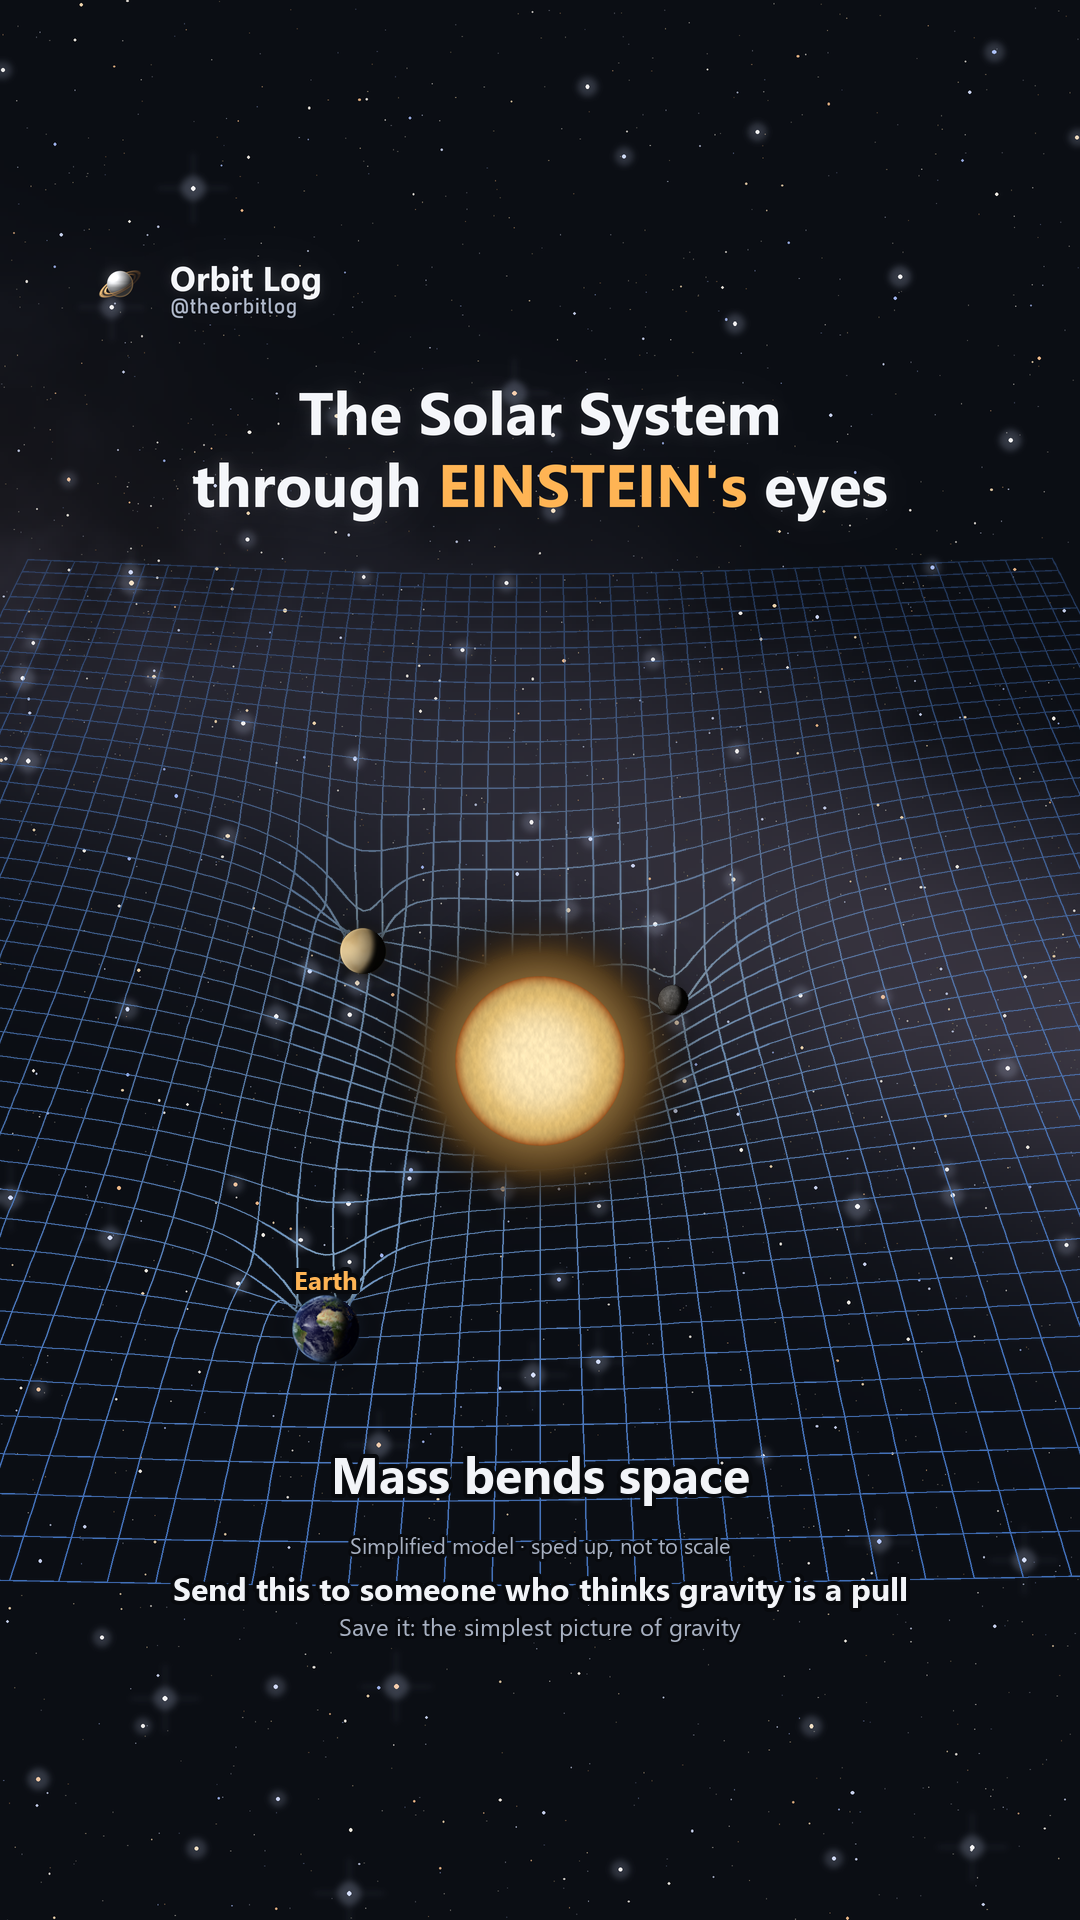 Orbit Log
@theorbitlog
The Solar System
through EINSTEIN's eyes
Earth
Mass bends space
Simplified model · sped up, not to scale
Send this to someone who thinks gravity is a pull
Save it: the simplest picture of gravity